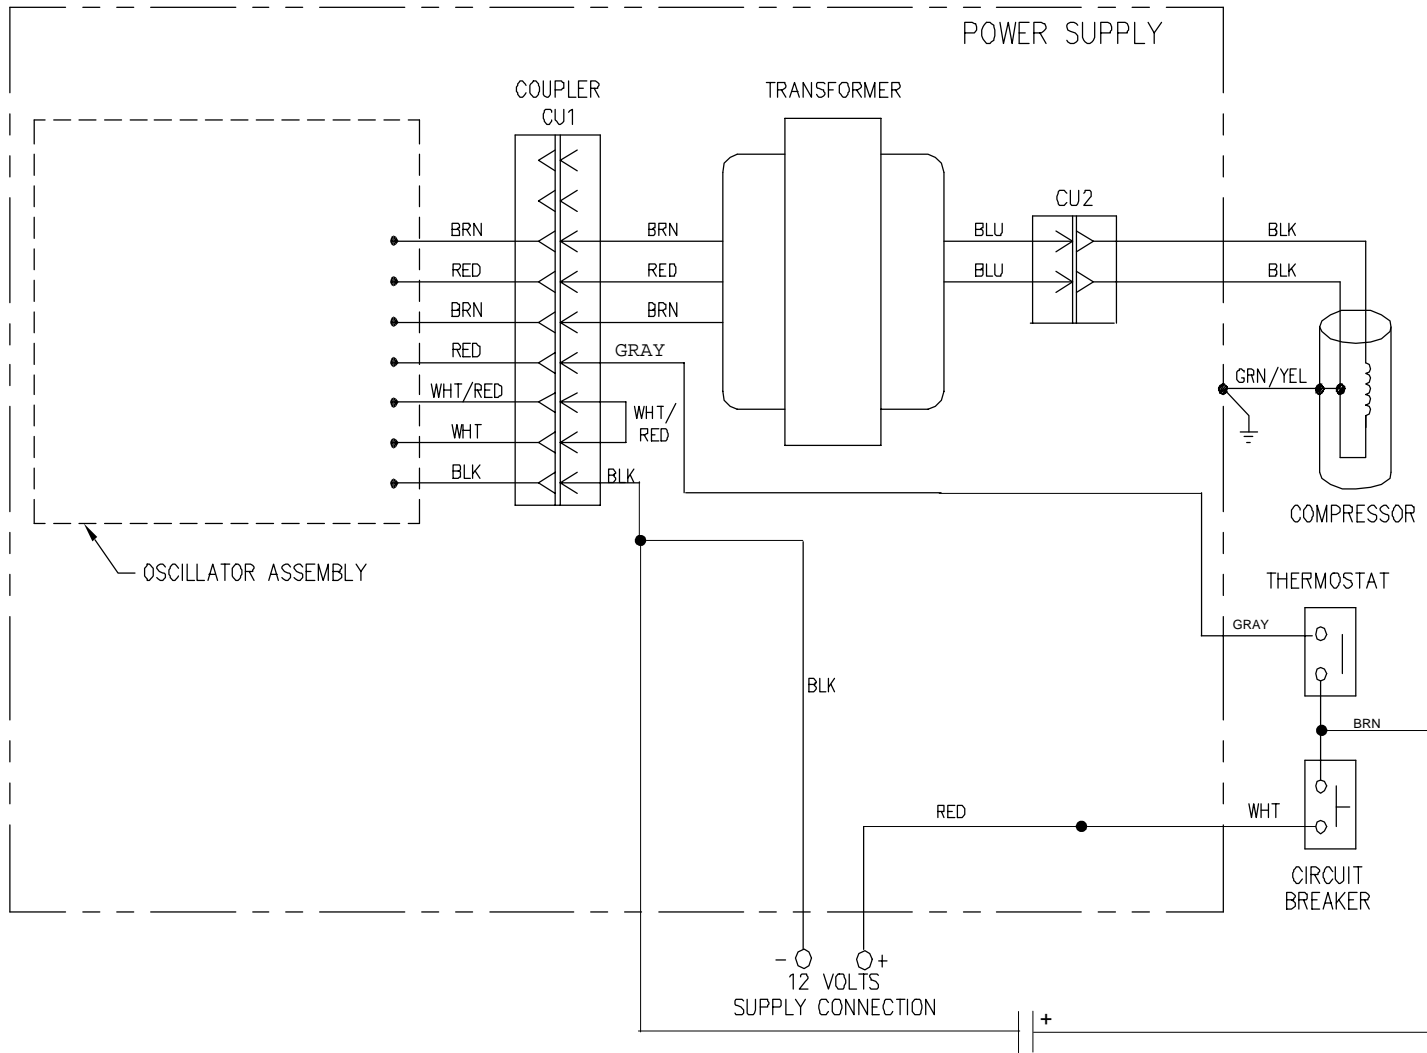 POWER SUPPLY
COUPLER
CU1
TRANSFORMER
CU2
BRN
BRN
BLU
BLK
RED
RED
BLU
BLK
BRN
BRN
RED
GRAY
WHT/RED
WHT/
RED
WHT
BLK
BLK
GRN/YEL
COMPRESSOR
OSCILLATOR ASSEMBLY
THERMOSTAT
GRAY
BLK
BRN
RED
WHT
CIRCUIT
BREAKER
- +
12 VOLTS
SUPPLY CONNECTION
+